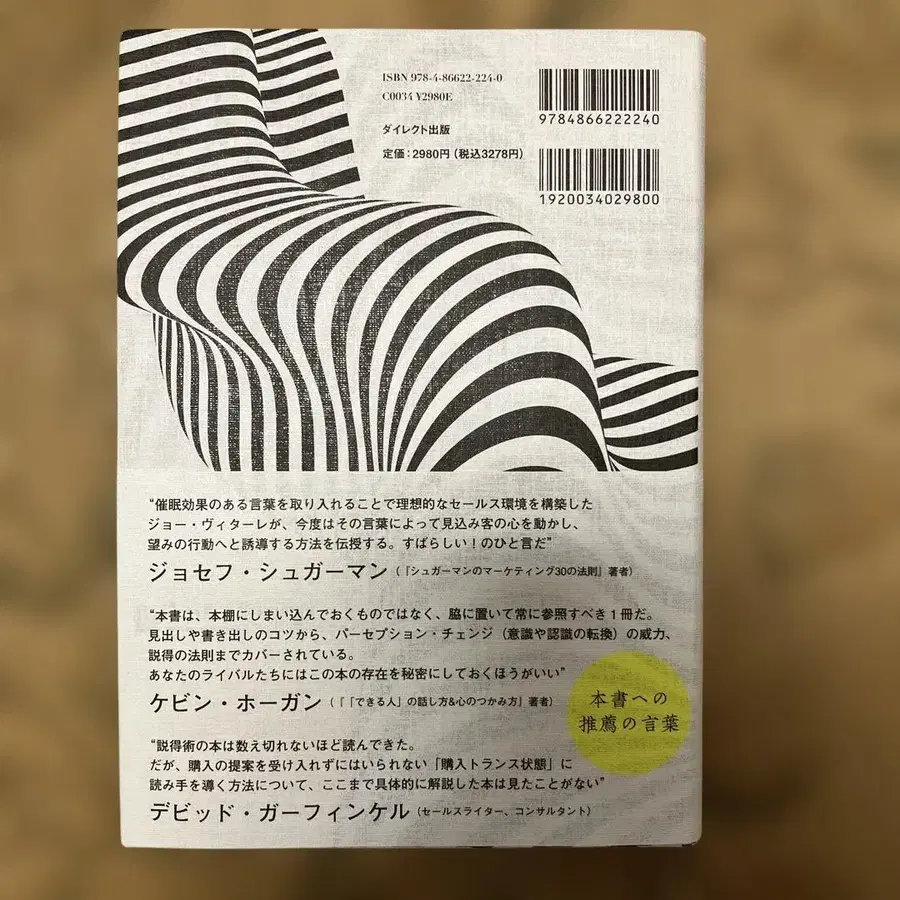 ISBN 978-4-86622-224-0
C0034 ¥2980E
ダイレクト出版
定価：2980円（税込3278円）
9784866222240
1920034029800
“催眠効果のある言葉を取り入れることで理想的なセールス環境を構築した
ジョー・ヴィターレが、今度はその言葉によって見込み客の心を動かし、
望みの行動へと誘導する方法を伝授する。すばらしい！のひと言だ”
ジョセフ・シュガーマン（『シュガーマンのマーケティング30の法則』著者）
“本書は、本棚にしまい込んでおくものではなく、脇に置いて常に参照すべき1冊だ。
見出しや書き出しのコツから、パーセプション・チェンジ（意識や認識の転換）の威力、
説得の法則までカバーされている。
あなたのライバルたちにはこの本の存在を秘密にしておくほうがいい”
ケビン・ホーガン（『「できる人」の話し方&心のつかみ方』著者）
本書への
推薦の言葉
“説得術の本は数え切れないほど読んできた。
だが、購入の提案を受け入れずにはいられない「購入トランス状態」に
読み手を導く方法について、ここまで具体的に解説した本は見たことがない”
デビッド・ガーフィンケル（セールスライター、コンサルタント）